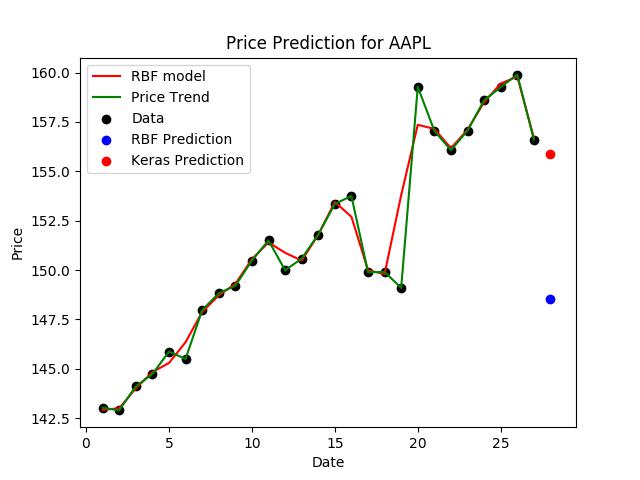 Price Prediction for AAPL
RBF model
Price Trend
Data
RBF Prediction
Keras Prediction
160.0
157.5
155.0
152.5
150.0
147.5
145.0
142.5
Price
0 5 10 15 20 25
Date